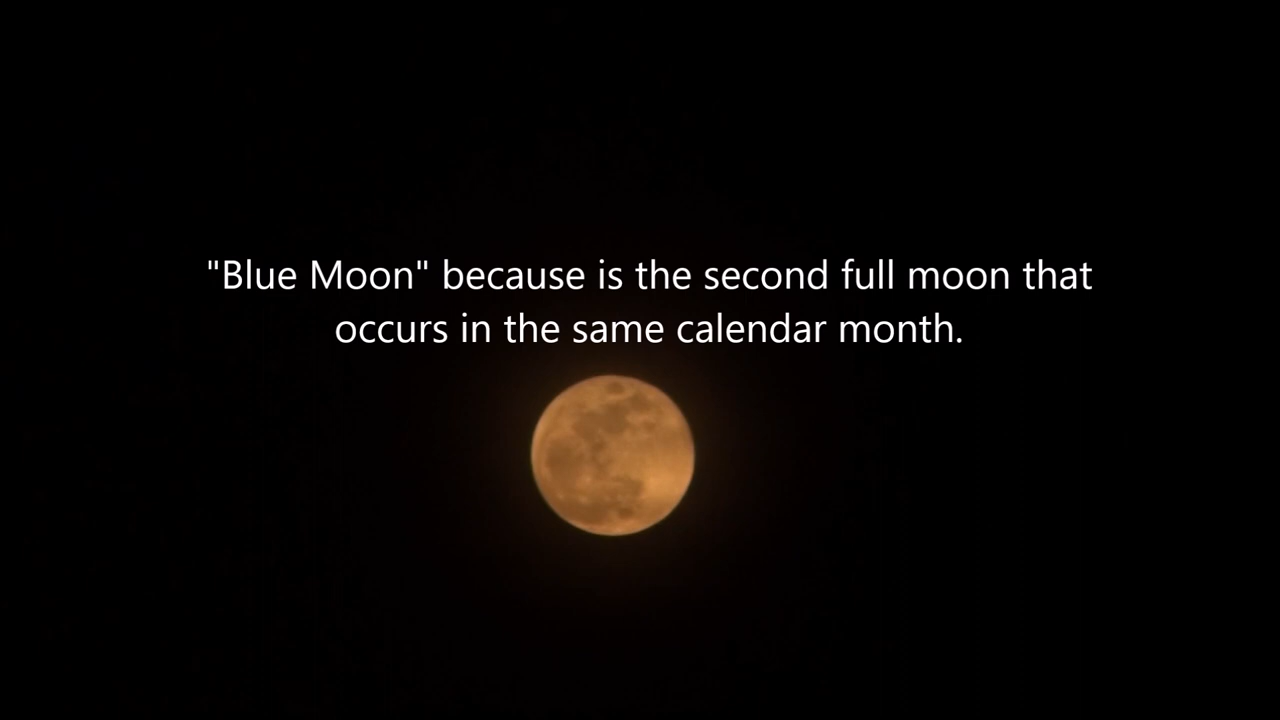 "Blue Moon" because is the second full moon that
occurs in the same calendar month.